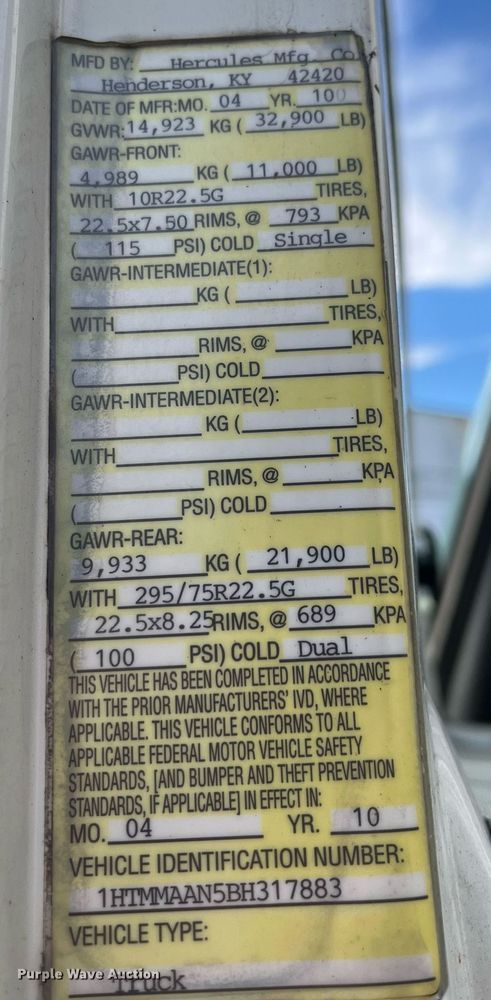 MFD BY: Hercules Mfg. Co
Henderson, KY 42420
DATE OF MFR:MO. 04 YR. 10
GVWR: 14,923 KG ( 32,900 LB)
GAWR-FRONT:
4,989 KG ( 11,000 LB)
WITH 10R22.5G TIRES,
22.5x7.50 RIMS, @ 793 KPA
( 115 PSI) COLD Single
GAWR-INTERMEDIATE(1):
KG ( LB)
WITH TIRES,
RIMS, @ KPA
( PSI) COLD
GAWR-INTERMEDIATE(2):
KG ( LB)
WITH TIRES,
RIMS, @ KPA
( PSI) COLD
GAWR-REAR:
9,933 KG ( 21,900 LB)
WITH 295/75R22.5G TIRES,
22.5x8.25 RIMS, @ 689 KPA
( 100 PSI) COLD Dual
THIS VEHICLE HAS BEEN COMPLETED IN ACCORDANCE
WITH THE PRIOR MANUFACTURERS' IVD, WHERE
APPLICABLE. THIS VEHICLE CONFORMS TO ALL
APPLICABLE FEDERAL MOTOR VEHICLE SAFETY
STANDARDS, [AND BUMPER AND THEFT PREVENTION
STANDARDS, IF APPLICABLE] IN EFFECT IN:
MO. 04 YR. 10
VEHICLE IDENTIFICATION NUMBER:
1HTMMAAN5BH317883
VEHICLE TYPE:
Truck
Purple Wave Auction